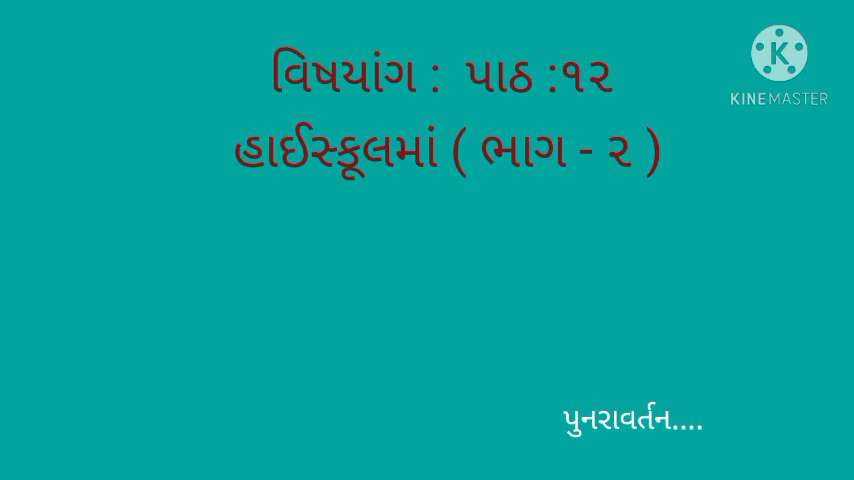 વિષયાંગ : પાઠ :૧૨
હાઈસ્કૂલમાં ( ભાગ - ૨ )
K
KINEMASTER
પુનરાવર્તન....